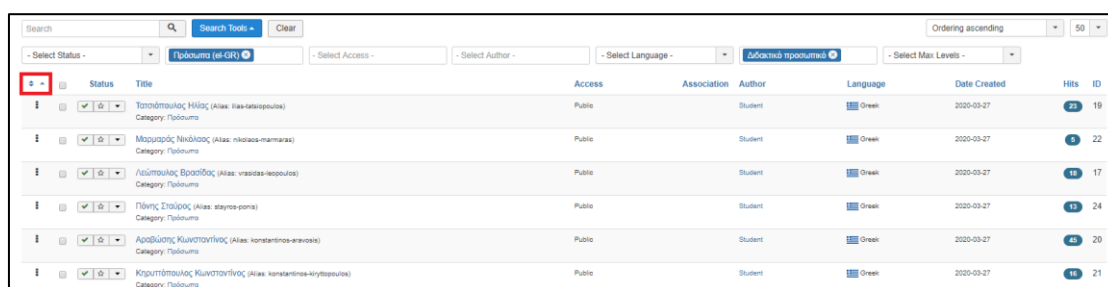 Search Search Tools Clear Ordering ascending 50
- Select Status - Πρόσωπα (el-GR) - Select Access - - Select Author - - Select Language - Διδακτικό προσωπικό - Select Max Levels -
Status Title Access Association Author Language Date Created Hits ID
Τατσιόπουλος Ηλίας (Alias: ilias-tatsiopoulos) Public Student Greek 2020-03-27 23 19
Category: Πρόσωπα
Μαρμαράς Νικόλαος (Alias: nikolaos-marmaras) Public Student Greek 2020-03-27 5 22
Category: Πρόσωπα
Λεώπουλος Βρασίδας (Alias: vrasidas-leopoulos) Public Student Greek 2020-03-27 18 17
Category: Πρόσωπα
Πόνης Σταύρος (Alias: stayros-ponis) Public Student Greek 2020-03-27 13 24
Category: Πρόσωπα
Αραβώσης Κωνσταντίνος (Alias: konstantinos-aravosis) Public Student Greek 2020-03-27 45 20
Category: Πρόσωπα
Κηρυττόπουλος Κωνσταντίνος (Alias: konstantinos-kiryttopoulos) Public Student Greek 2020-03-27 16 21
Category: Πρόσωπα